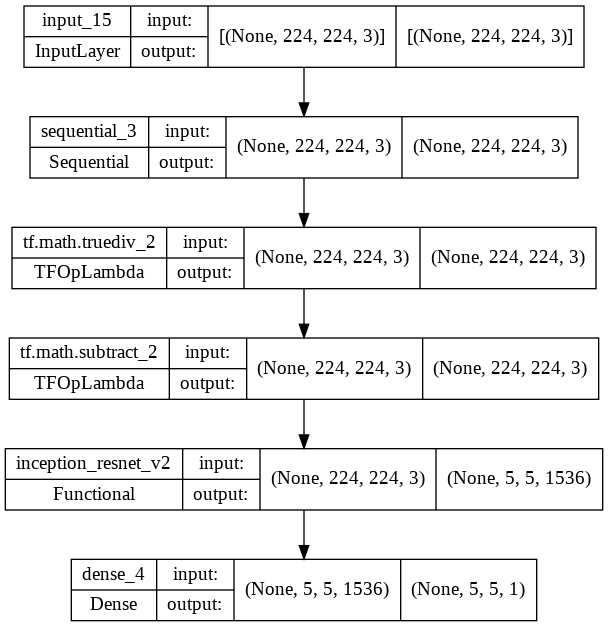 input_15 input: [(None, 224, 224, 3)] [(None, 224, 224, 3)]
InputLayer output:
sequential_3 input: (None, 224, 224, 3) (None, 224, 224, 3)
Sequential output:
tf.math.truediv_2 input: (None, 224, 224, 3) (None, 224, 224, 3)
TFOpLambda output:
tf.math.subtract_2 input: (None, 224, 224, 3) (None, 224, 224, 3)
TFOpLambda output:
inception_resnet_v2 input: (None, 224, 224, 3) (None, 5, 5, 1536)
Functional output:
dense_4 input: (None, 5, 5, 1536) (None, 5, 5, 1)
Dense output: